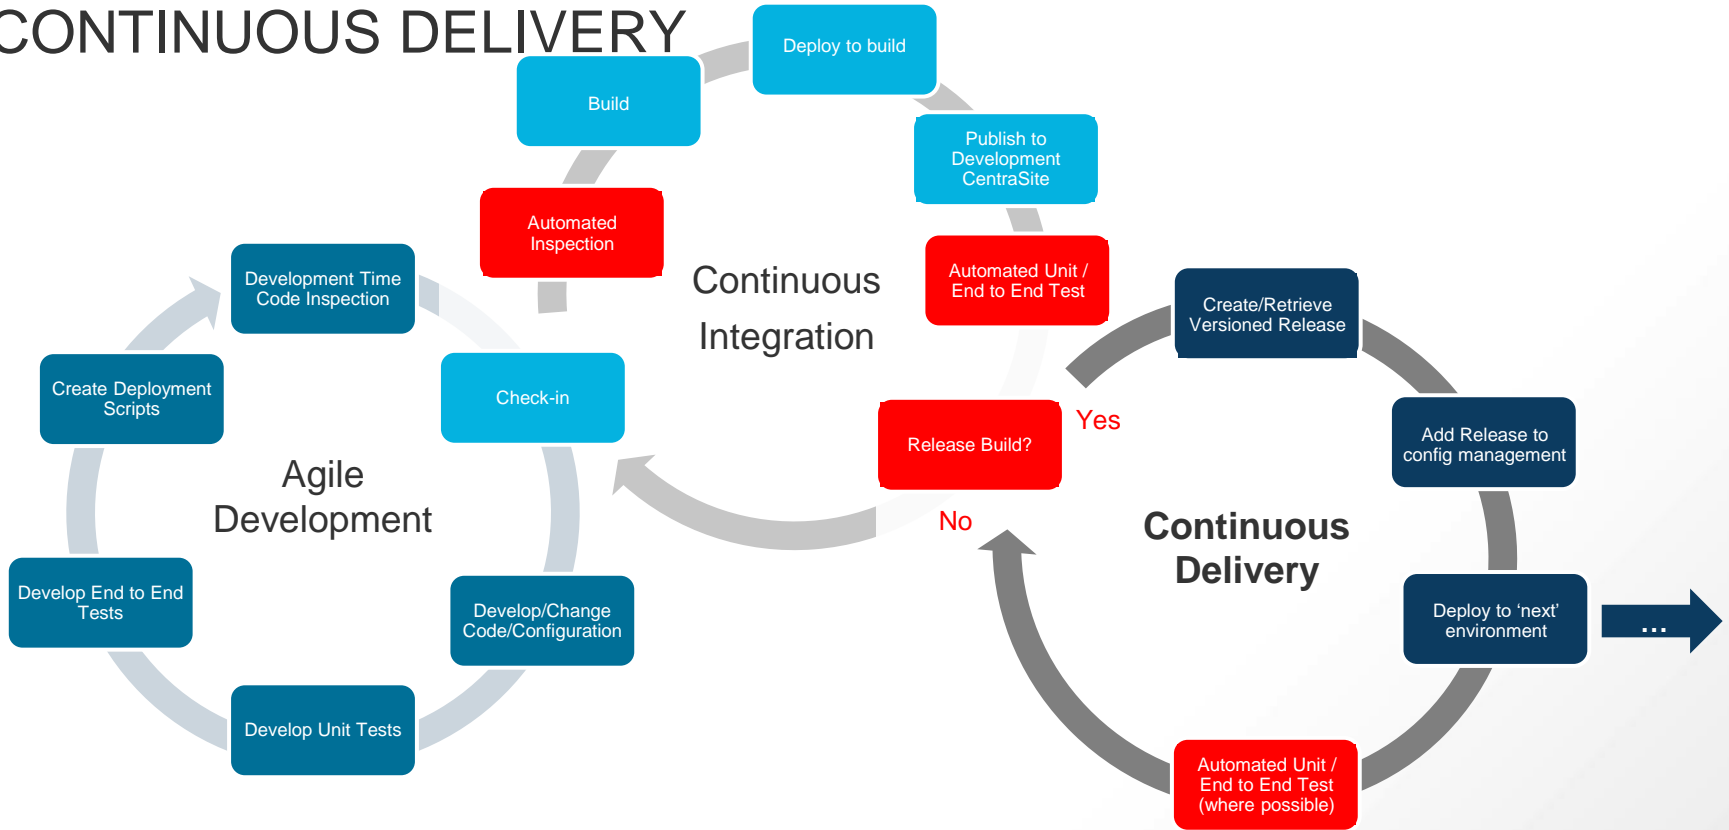 CONTINUOUS DELIVERY
Deploy to build
Build
Publish to
Development
CentraSite
Automated
Inspection
Automated Unit /
End to End Test
Continuous
Integration
Development Time
Code Inspection
Create/Retrieve
Versioned Release
Create Deployment
Scripts
Check-in
Release Build?
Yes
No
Add Release to
config management
Agile
Development
Continuous
Delivery
Develop End to End
Tests
Develop/Change
Code/Configuration
Deploy to ‘next’
environment
...
Develop Unit Tests
Automated Unit /
End to End Test
(where possible)